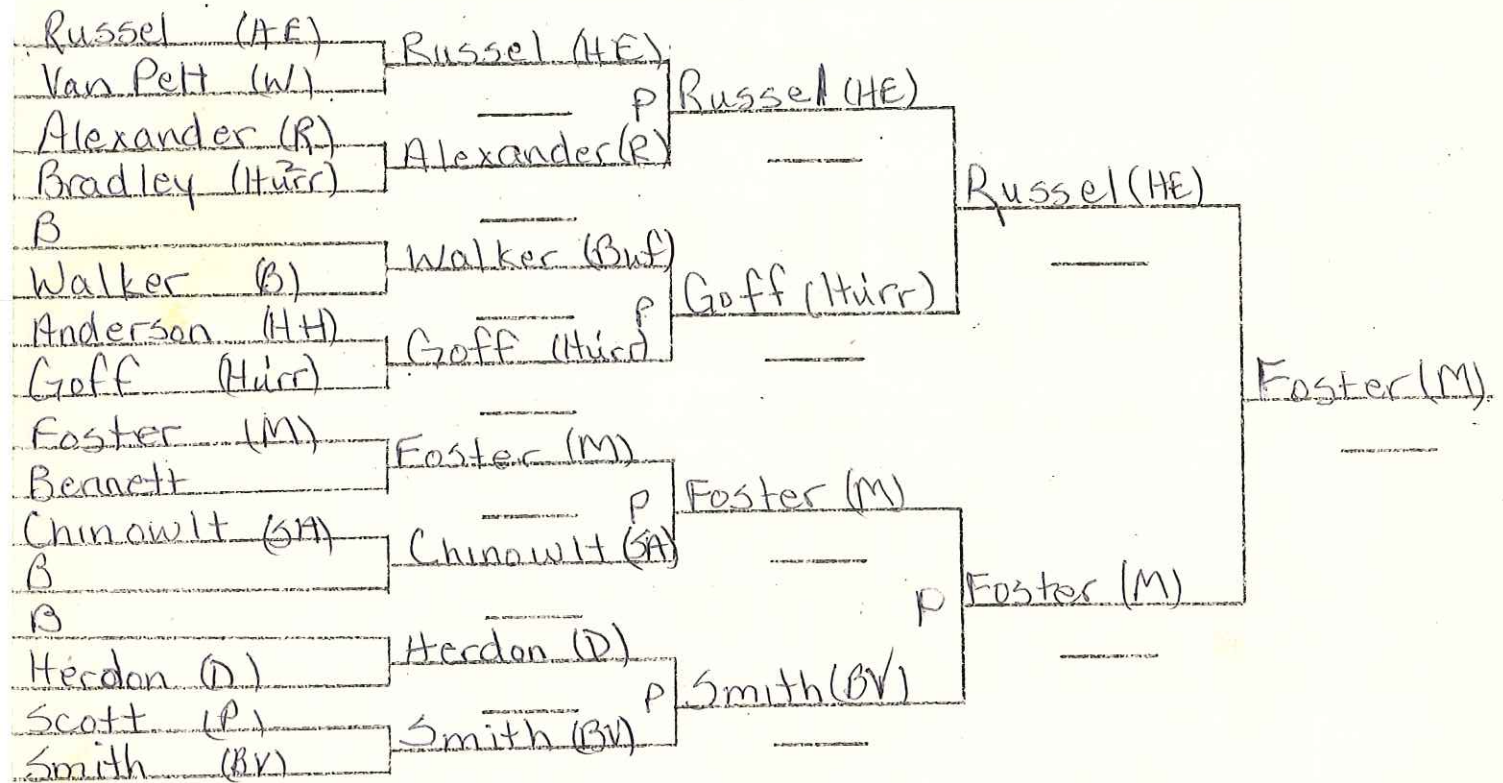 Russel (HE)
Van Pelt (W)
Alexander (R)
Bradley (Hurr)
B
Walker (B)
Anderson (HH)
Goff (Hurr)
Foster (M)
Bennett
Chinowlt (SA)
B
B
Herdon (D)
Scott (P)
Smith (BV)
Russel (HE)
P
Alexander (R)
Walker (Buf)
P
Goff (Hurr)
Foster (M)
P
Chinowlt (SA)
Herdon (D)
P
Smith (BV)
Russel (HE)
Goff (Hurr)
Foster (M)
P
Smith (BV)
Russel (HE)
Foster (M)
Foster (M)